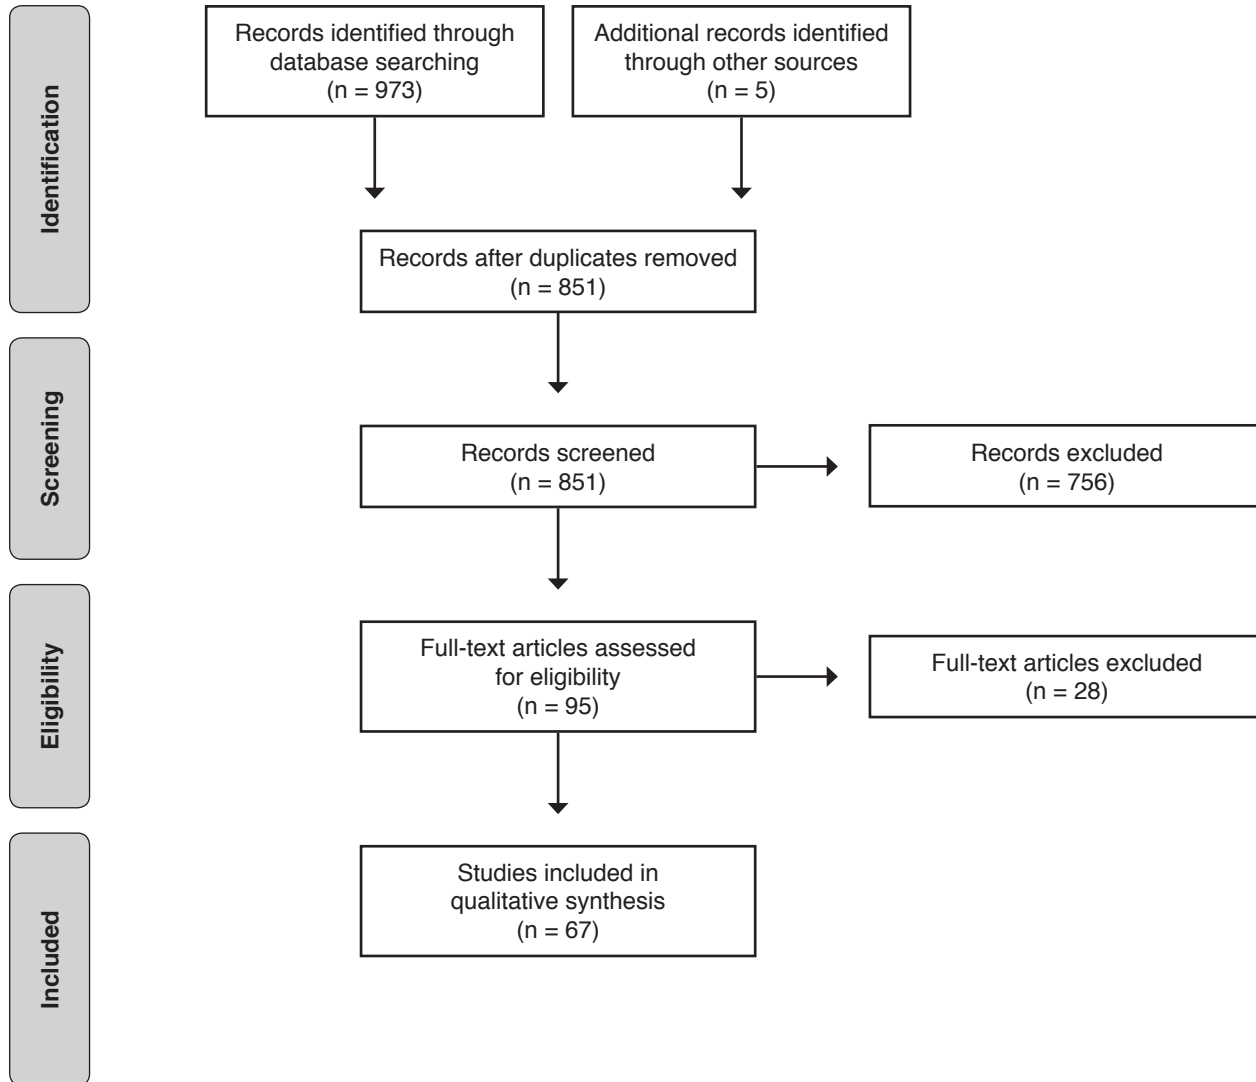 Identification
Records identified through
database searching
(n = 973)
Additional records identified
through other sources
(n = 5)
Records after duplicates removed
(n = 851)
Screening
Records screened
(n = 851)
Records excluded
(n = 756)
Eligibility
Full-text articles assessed
for eligibility
(n = 95)
Full-text articles excluded
(n = 28)
Included
Studies included in
qualitative synthesis
(n = 67)